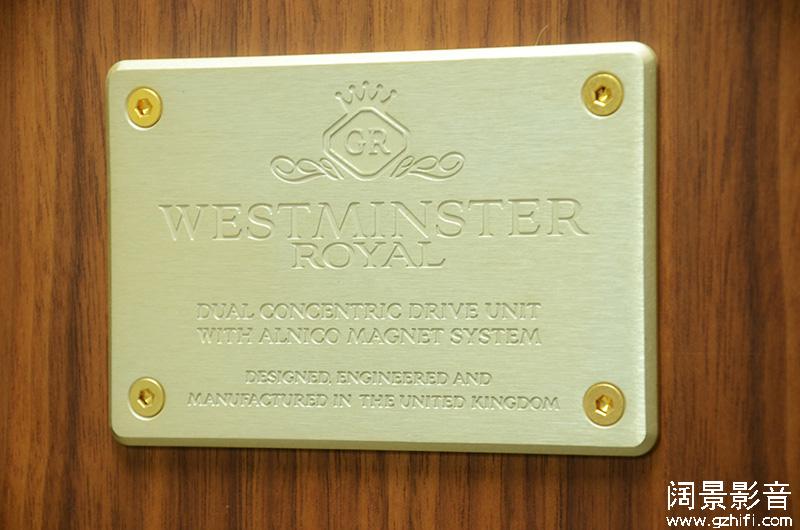 GR
WESTMINSTER
ROYAL
DUAL CONCENTRIC DRIVE UNIT
WITH ALNICO MAGNET SYSTEM
DESIGNED, ENGINEERED AND
MANUFACTURED IN THE UNITED KINGDOM
阔景影音
www.gzhifi.com